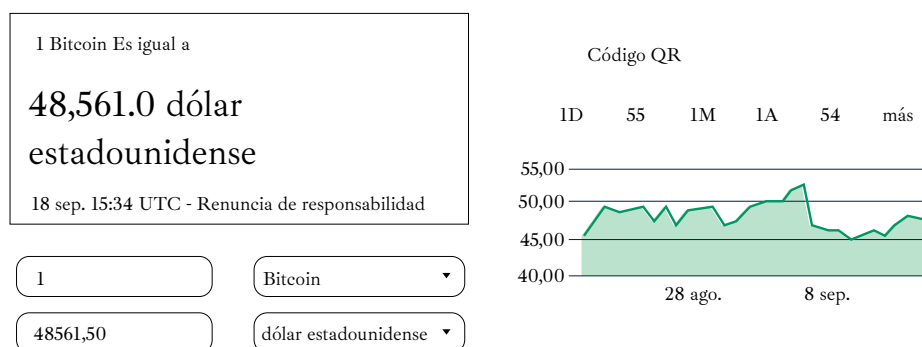 1 Bitcoin Es igual a
48,561.0 dólar
estadounidense
18 sep. 15:34 UTC - Renuncia de responsabilidad
1
Bitcoin
48561,50
dólar estadounidense
Código QR
1D 55 1M 1A 54 más
55,00
50,00
45,00
40,00
28 ago. 8 sep.